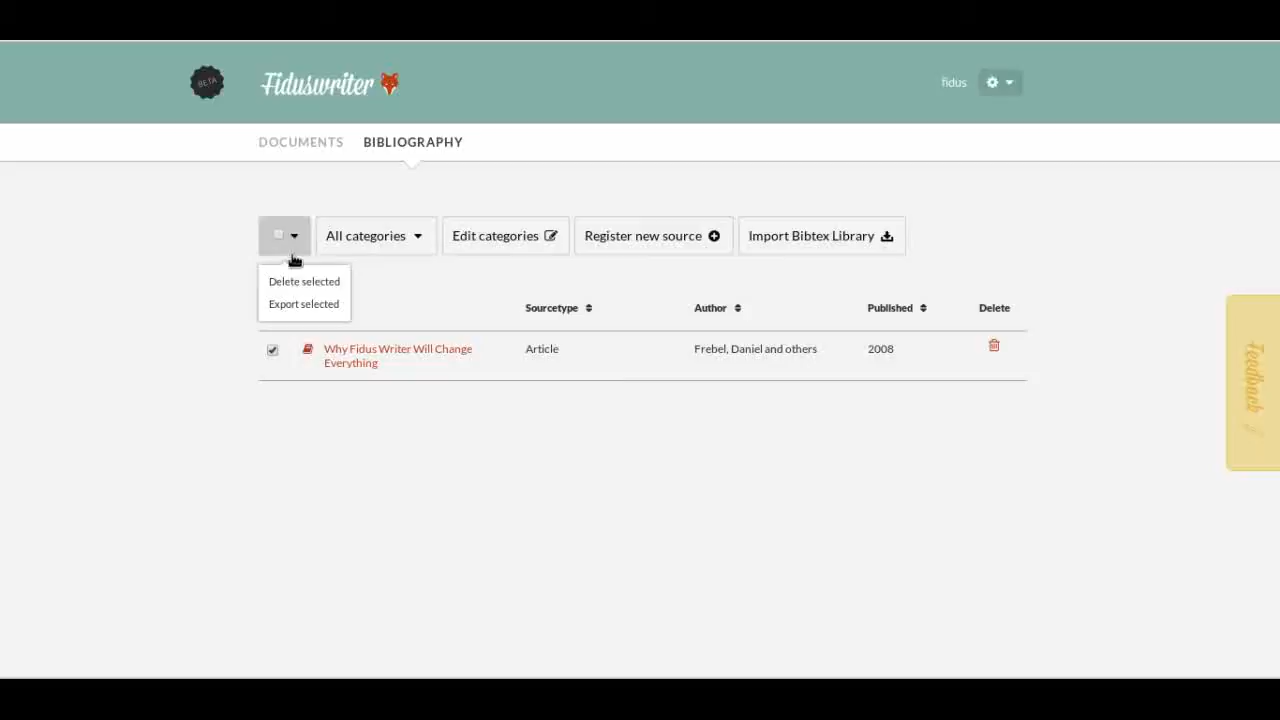 BETA
Fiduswriter
fidus
DOCUMENTS BIBLIOGRAPHY
All categories
Edit categories
Register new source
Import Bibtex Library
Delete selected
Export selected
Sourcetype Author Published Delete
Why Fidus Writer Will Change Article Frebel, Daniel and others 2008
Everything
Feedback